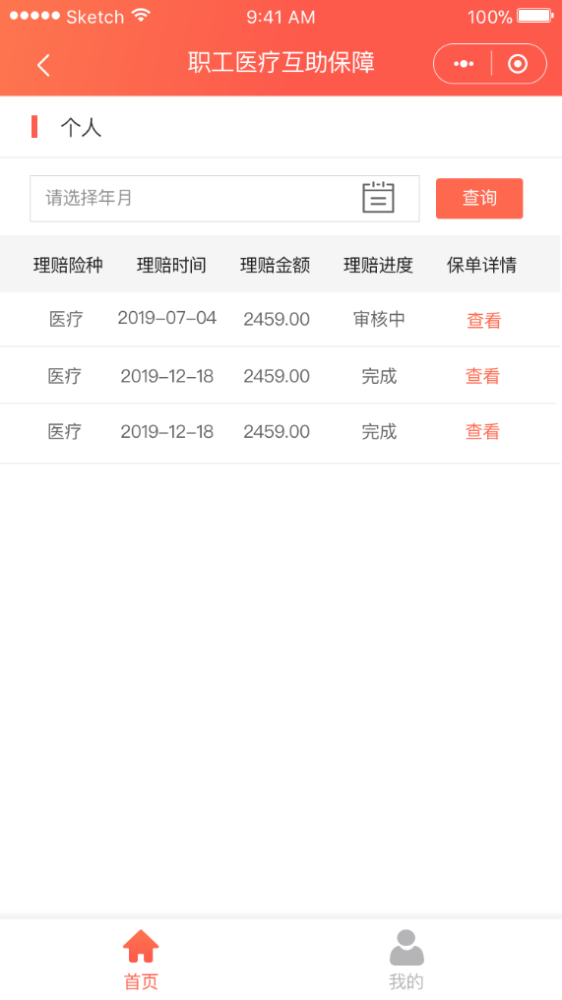 Sketch 9:41 AM 100%
职工医疗互助保障
个人
请选择年月 查询
理赔险种 理赔时间 理赔金额 理赔进度 保单详情
医疗 2019-07-04 2459.00 审核中 查看
医疗 2019-12-18 2459.00 完成 查看
医疗 2019-12-18 2459.00 完成 查看
首页 我的